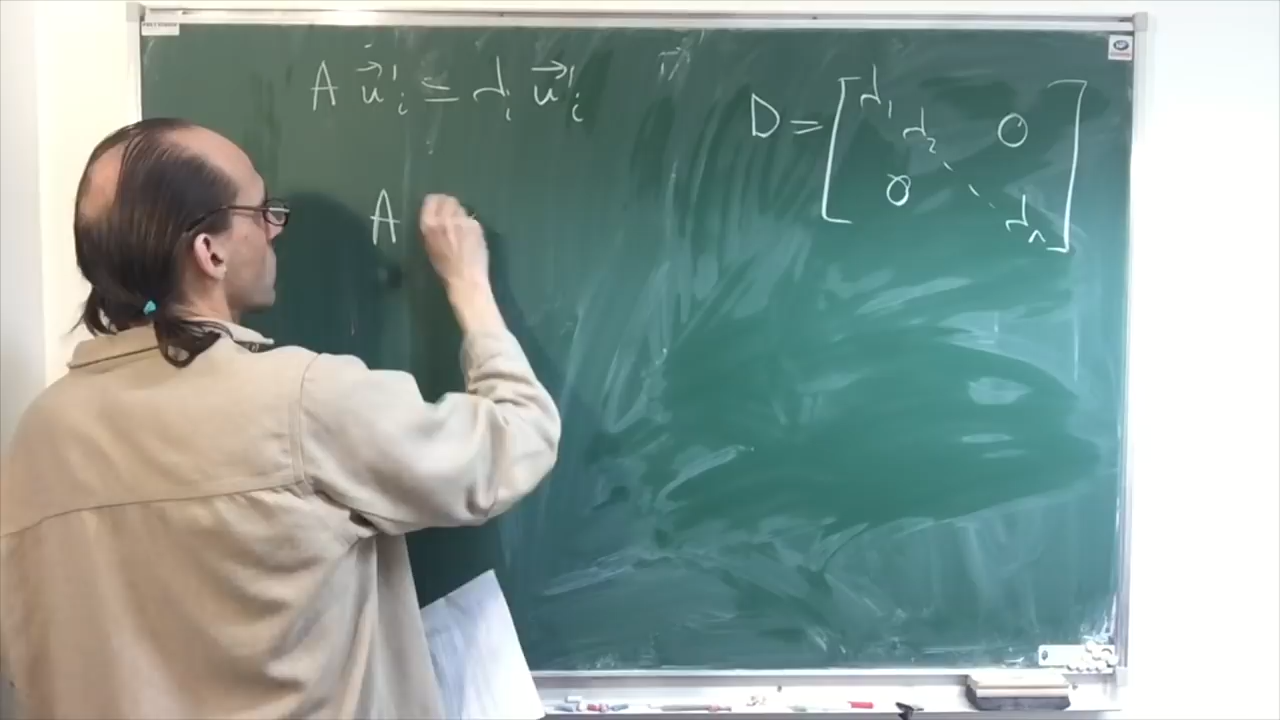 A u⃗ᵢ = dᵢ u⃗ᵢ
D = [d₁ d₂ 0
0 ⋱ dₙ]
A